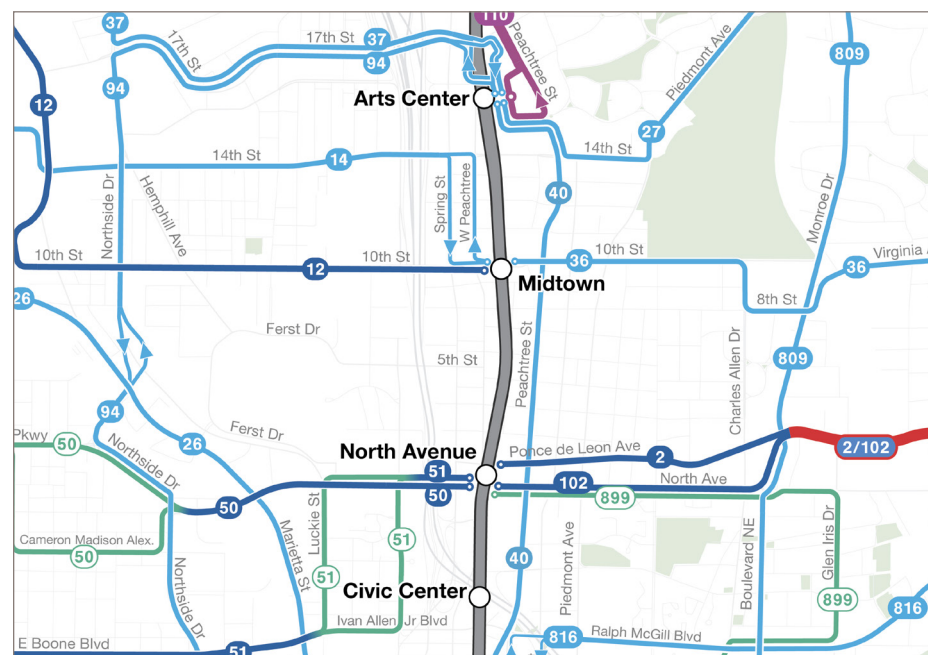 37
17th St
17th St
37
94
110
Peachtree St
Piedmont Ave
809
94
12
Arts Center
27
14th St
14th St
14
Northside Dr
Hemphill Ave
Spring St
W Peachtree
40
Monroe Dr
10th St
12
10th St
36
10th St
36
Virginia
Midtown
26
8th St
Ferst Dr
5th St
Peachtree St
Charles Allen Dr
809
94
Ferst Dr
26
Pkwy
50
Northside Dr
North Avenue
51
50
Ponce de Leon Ave
2
2/102
102
North Ave
899
50
Cameron Madison Alex.
50
Luckie St
51
Marietta St
51
Northside Dr
40
Piedmont Ave
Boulevard NE
Glen Iris Dr
899
Civic Center
Ivan Allen Jr Blvd
816
Ralph McGill Blvd
816
E Boone Blvd
51